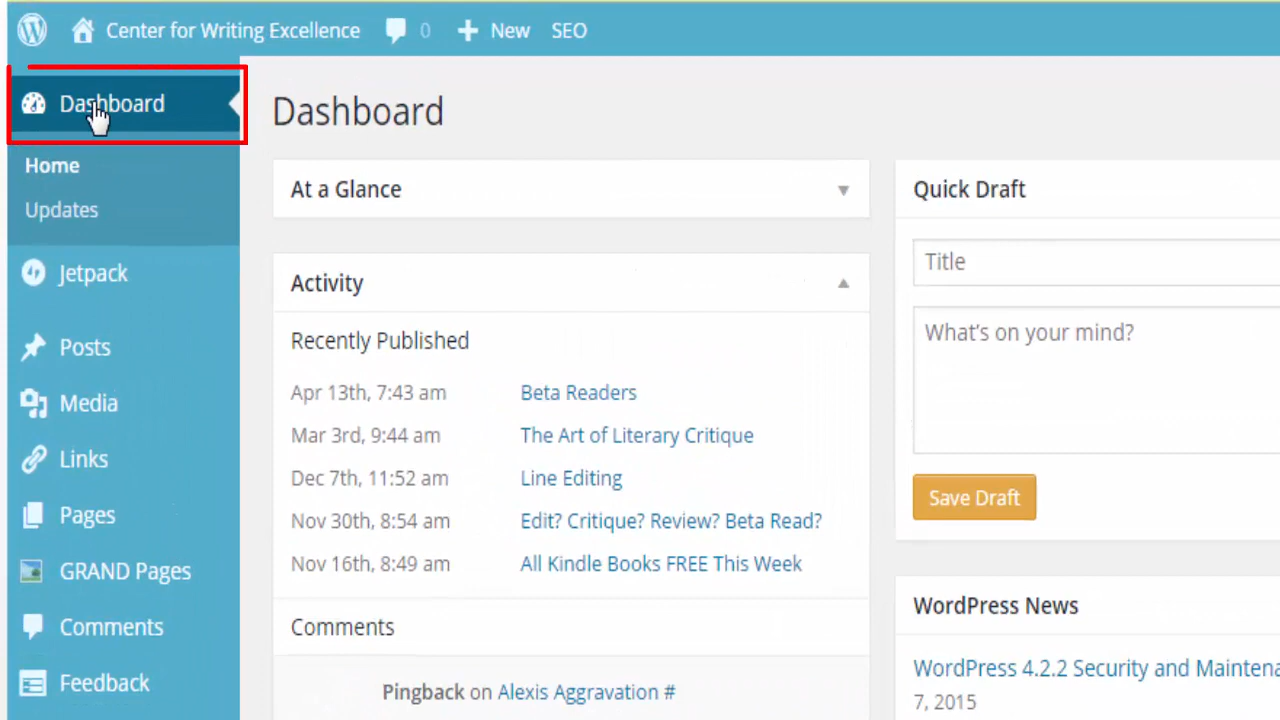 Center for Writing Excellence 0 New SEO
Dashboard
Home
Updates
Jetpack
Posts
Media
Links
Pages
GRAND Pages
Comments
Feedback
Dashboard
At a Glance
Activity
Recently Published
Apr 13th, 7:43 am Beta Readers
Mar 3rd, 9:44 am The Art of Literary Critique
Dec 7th, 11:52 am Line Editing
Nov 30th, 8:54 am Edit? Critique? Review? Beta Read?
Nov 16th, 8:49 am All Kindle Books FREE This Week
Comments
Pingback on Alexis Aggravation #
Quick Draft
Title
What's on your mind?
Save Draft
WordPress News
WordPress 4.2.2 Security and Maintena
7, 2015